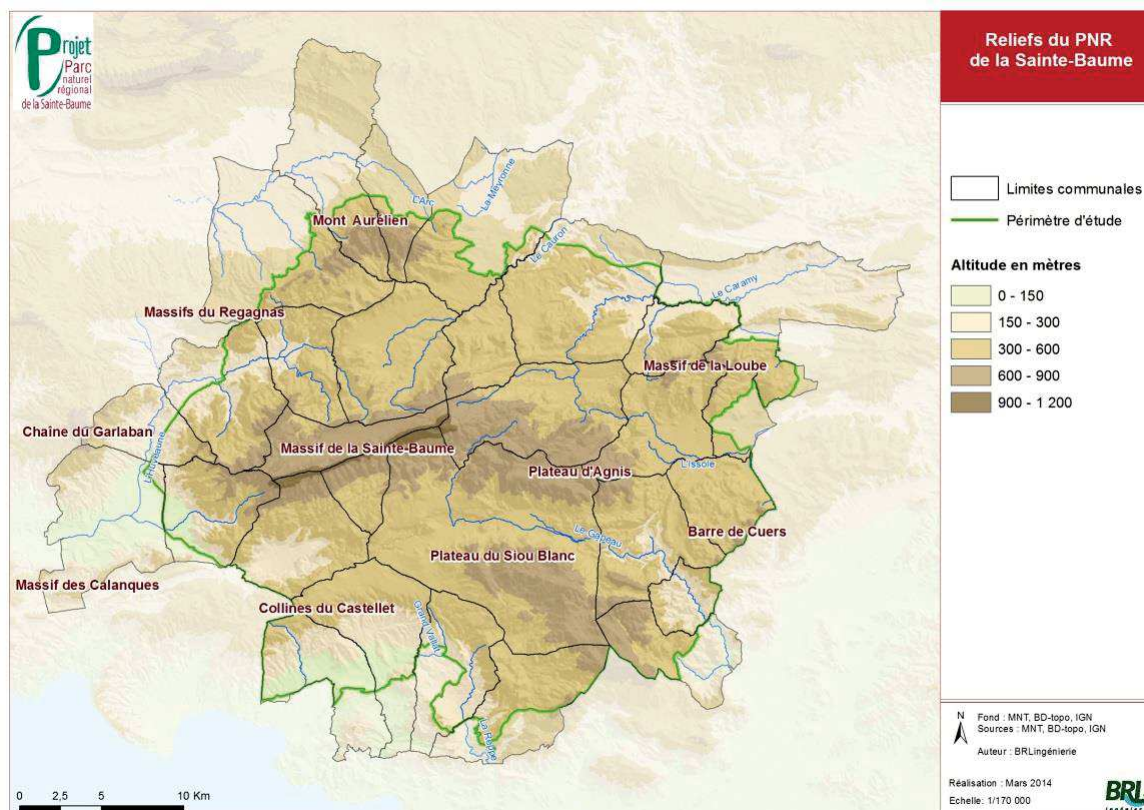 Projet
Parc
naturel
régional
de la Sainte-Baume
Reliefs du PNR
de la Sainte-Baume
Limites communales
Périmètre d'étude
Altitude en mètres
0 - 150
150 - 300
300 - 600
600 - 900
900 - 1 200
La Meyronne
L'Arc
Mont Aurélien
Le Cauron
Le Caramy
Massifs du Regagnas
Massif de la Loube
Chaîne du Garlaban
Massif de la Sainte-Baume
L'Huveaune
Plateau d'Agnis
L'Issole
Le Gapeau
Barre de Cuers
Plateau du Siou Blanc
Massif des Calanques
Collines du Castellet
Grand Vallat
La Reppe
0 2,5 5 10 Km
N
Fond : MNT, BD-topo, IGN
Sources : MNT, BD-topo, IGN
Auteur : BRLingénierie
Réalisation : Mars 2014
Echelle: 1/170 000
BRL